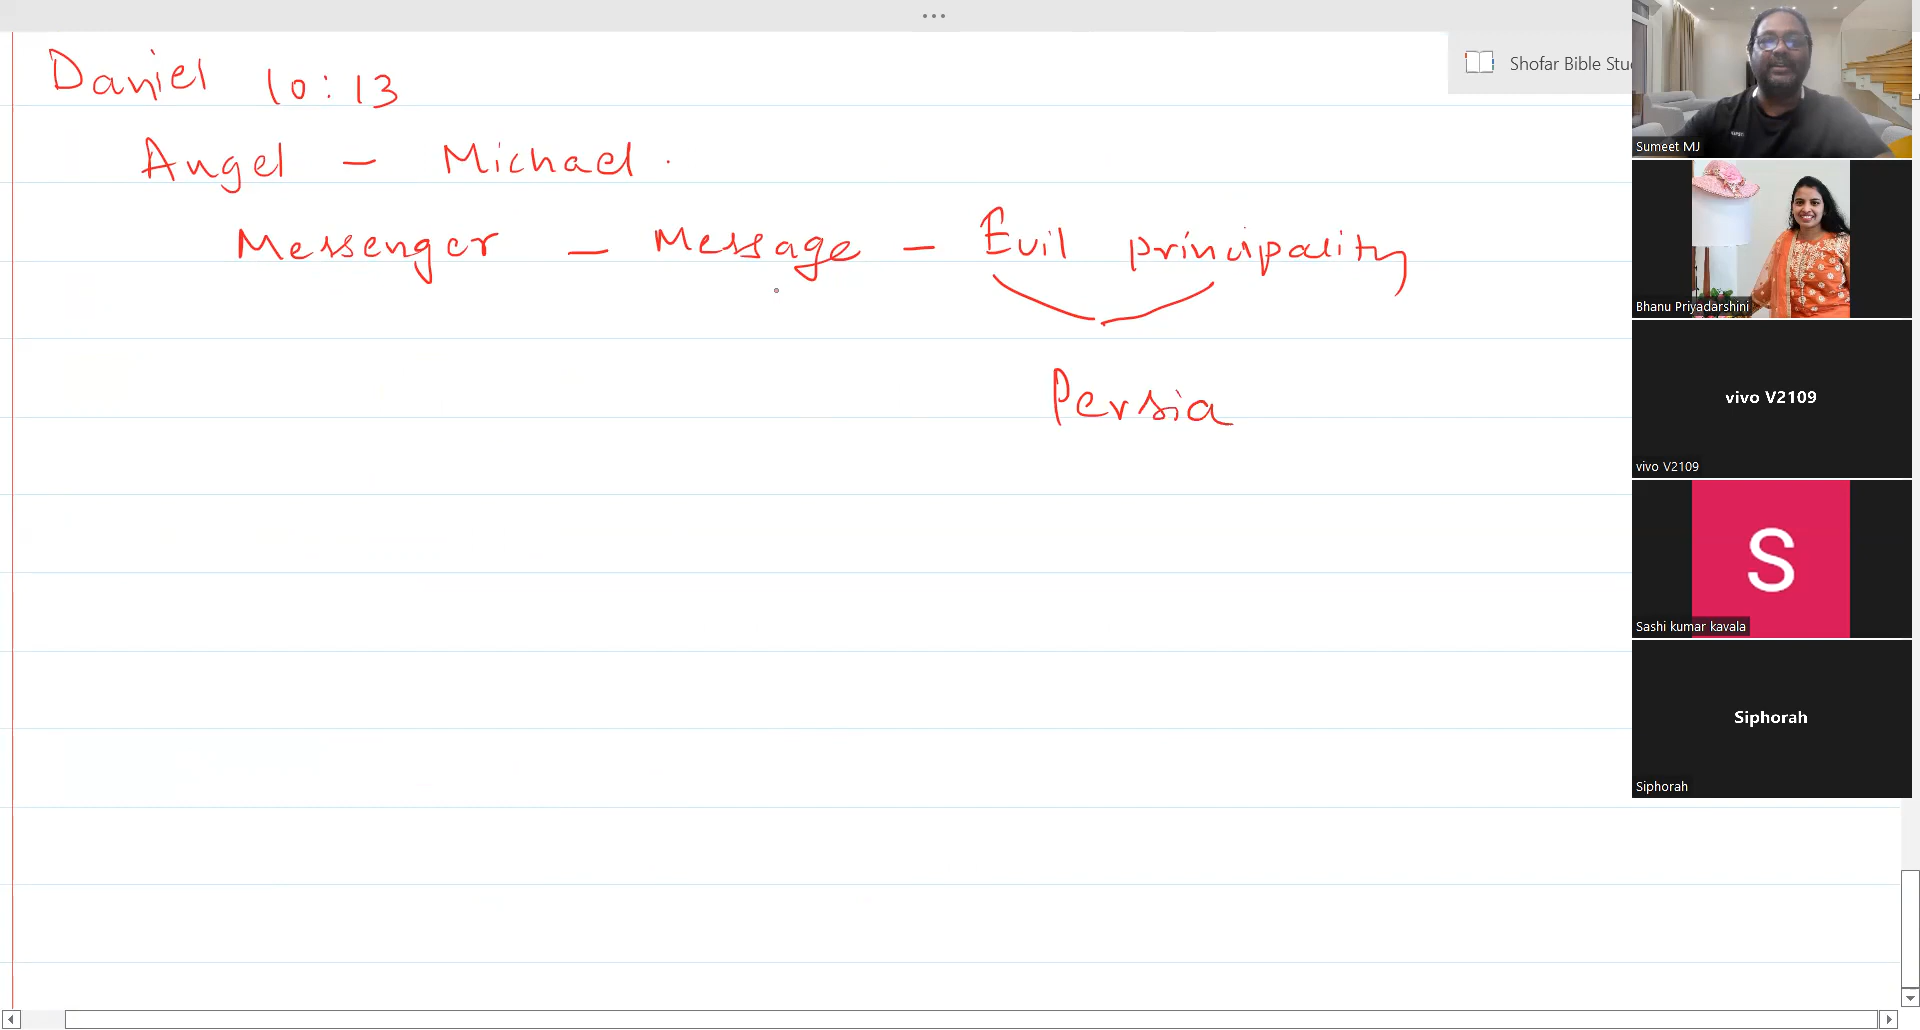 Daniel 10:13
Angel - Michael.
Messenger - Message - Evil principality
Persia
Shofar Bible Stu
Sumeet MJ
Bhanu Priyadarshini
vivo V2109
vivo V2109
S
Sashi kumar kavala
Siphorah
Siphorah